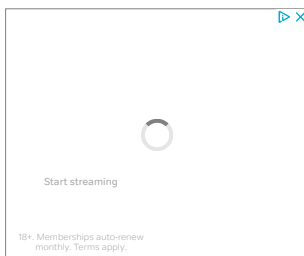 Start streaming
18+. Memberships auto-renew
monthly. Terms apply.